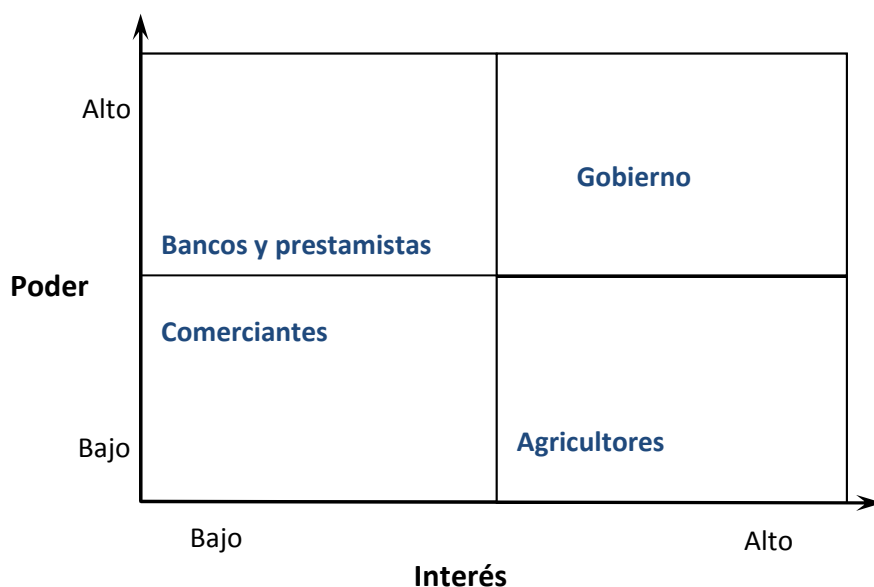 Alto
Gobierno
Bancos y prestamistas
Poder
Comerciantes
Agricultores
Bajo
Bajo
Alto
Interés